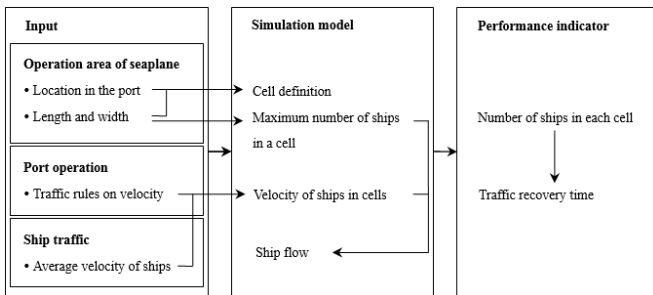 Input
Operation area of seaplane
• Location in the port
• Length and width
Port operation
• Traffic rules on velocity
Ship traffic
• Average velocity of ships
Simulation model
Cell definition
Maximum number of ships
in a cell
Velocity of ships in cells
Ship flow
Performance indicator
Number of ships in each cell
Traffic recovery time